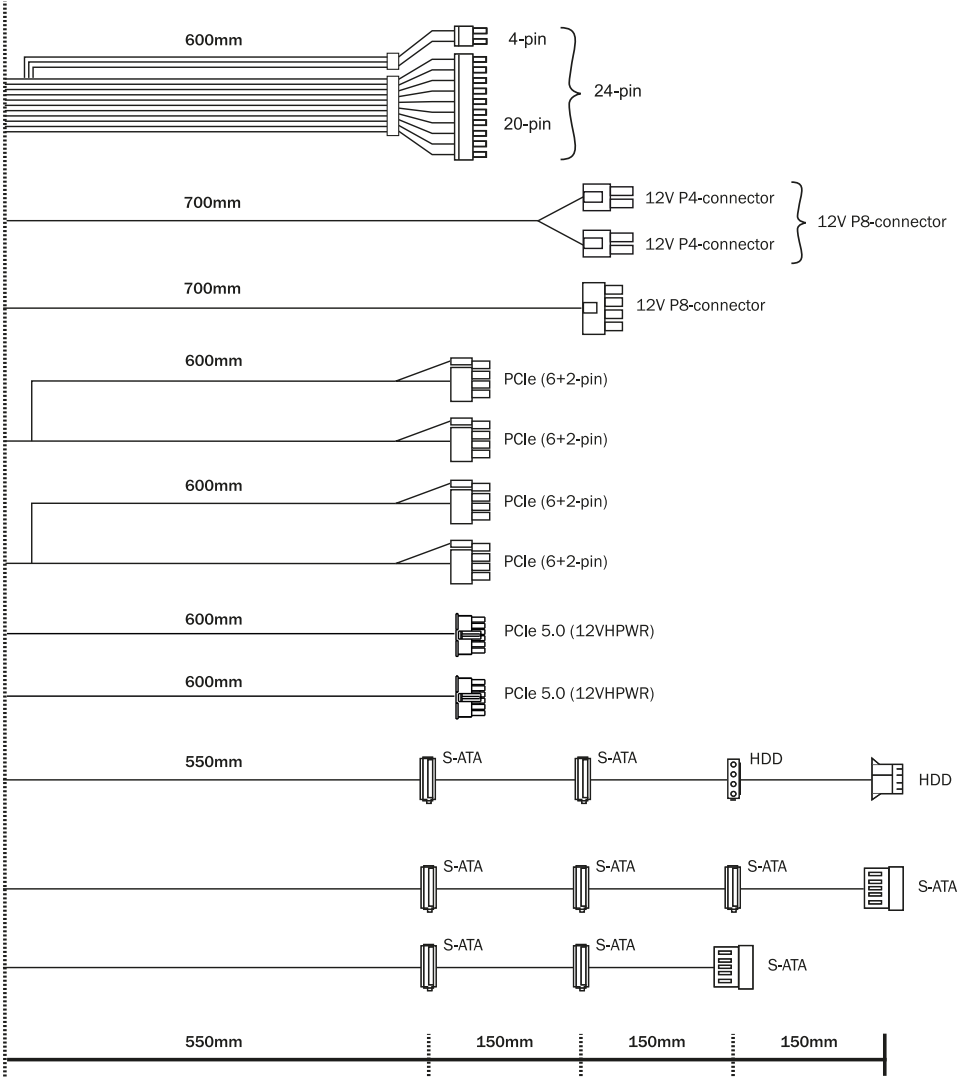 600mm
4-pin
24-pin
20-pin
700mm
12V P4-connector
12V P8-connector
12V P4-connector
700mm
12V P8-connector
600mm
PCIe (6+2-pin)
PCIe (6+2-pin)
600mm
PCIe (6+2-pin)
PCIe (6+2-pin)
600mm
PCIe 5.0 (12VHPWR)
600mm
PCIe 5.0 (12VHPWR)
550mm
S-ATA
S-ATA
HDD
HDD
S-ATA
S-ATA
S-ATA
S-ATA
S-ATA
S-ATA
S-ATA
550mm
150mm
150mm
150mm